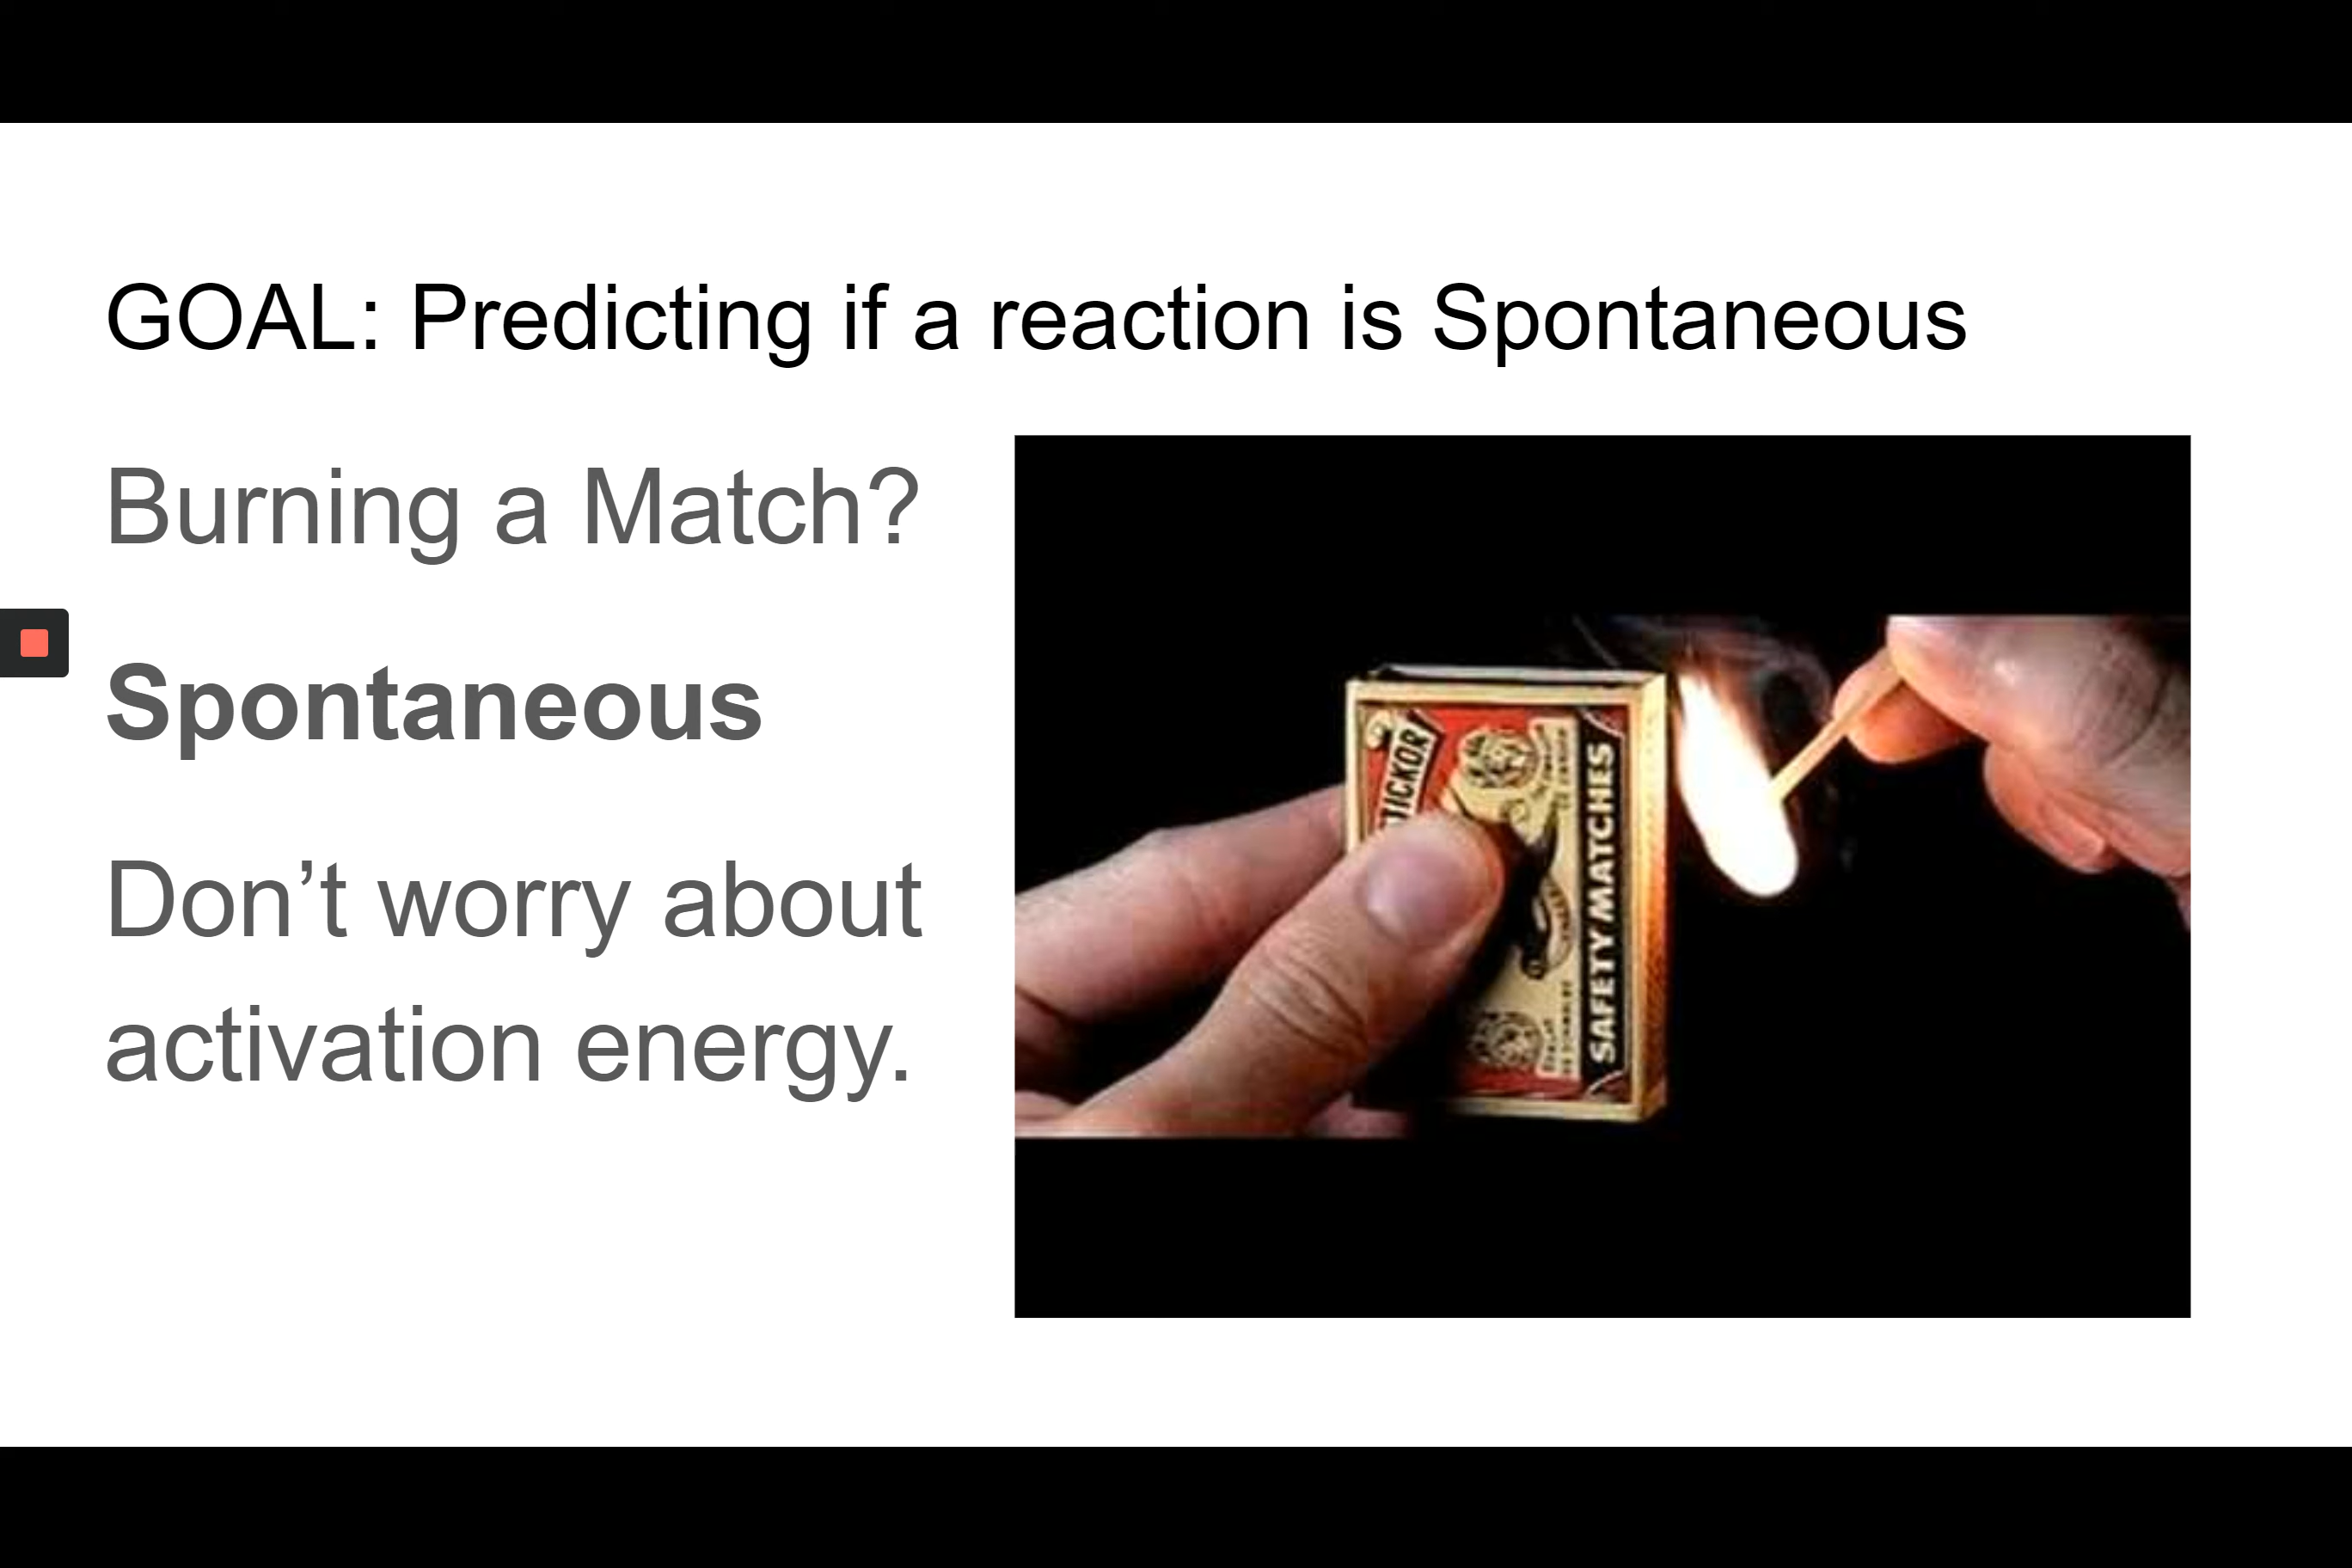 GOAL: Predicting if a reaction is Spontaneous
Burning a Match?
Spontaneous
Don’t worry about
activation energy.
SAFETY MATCHES